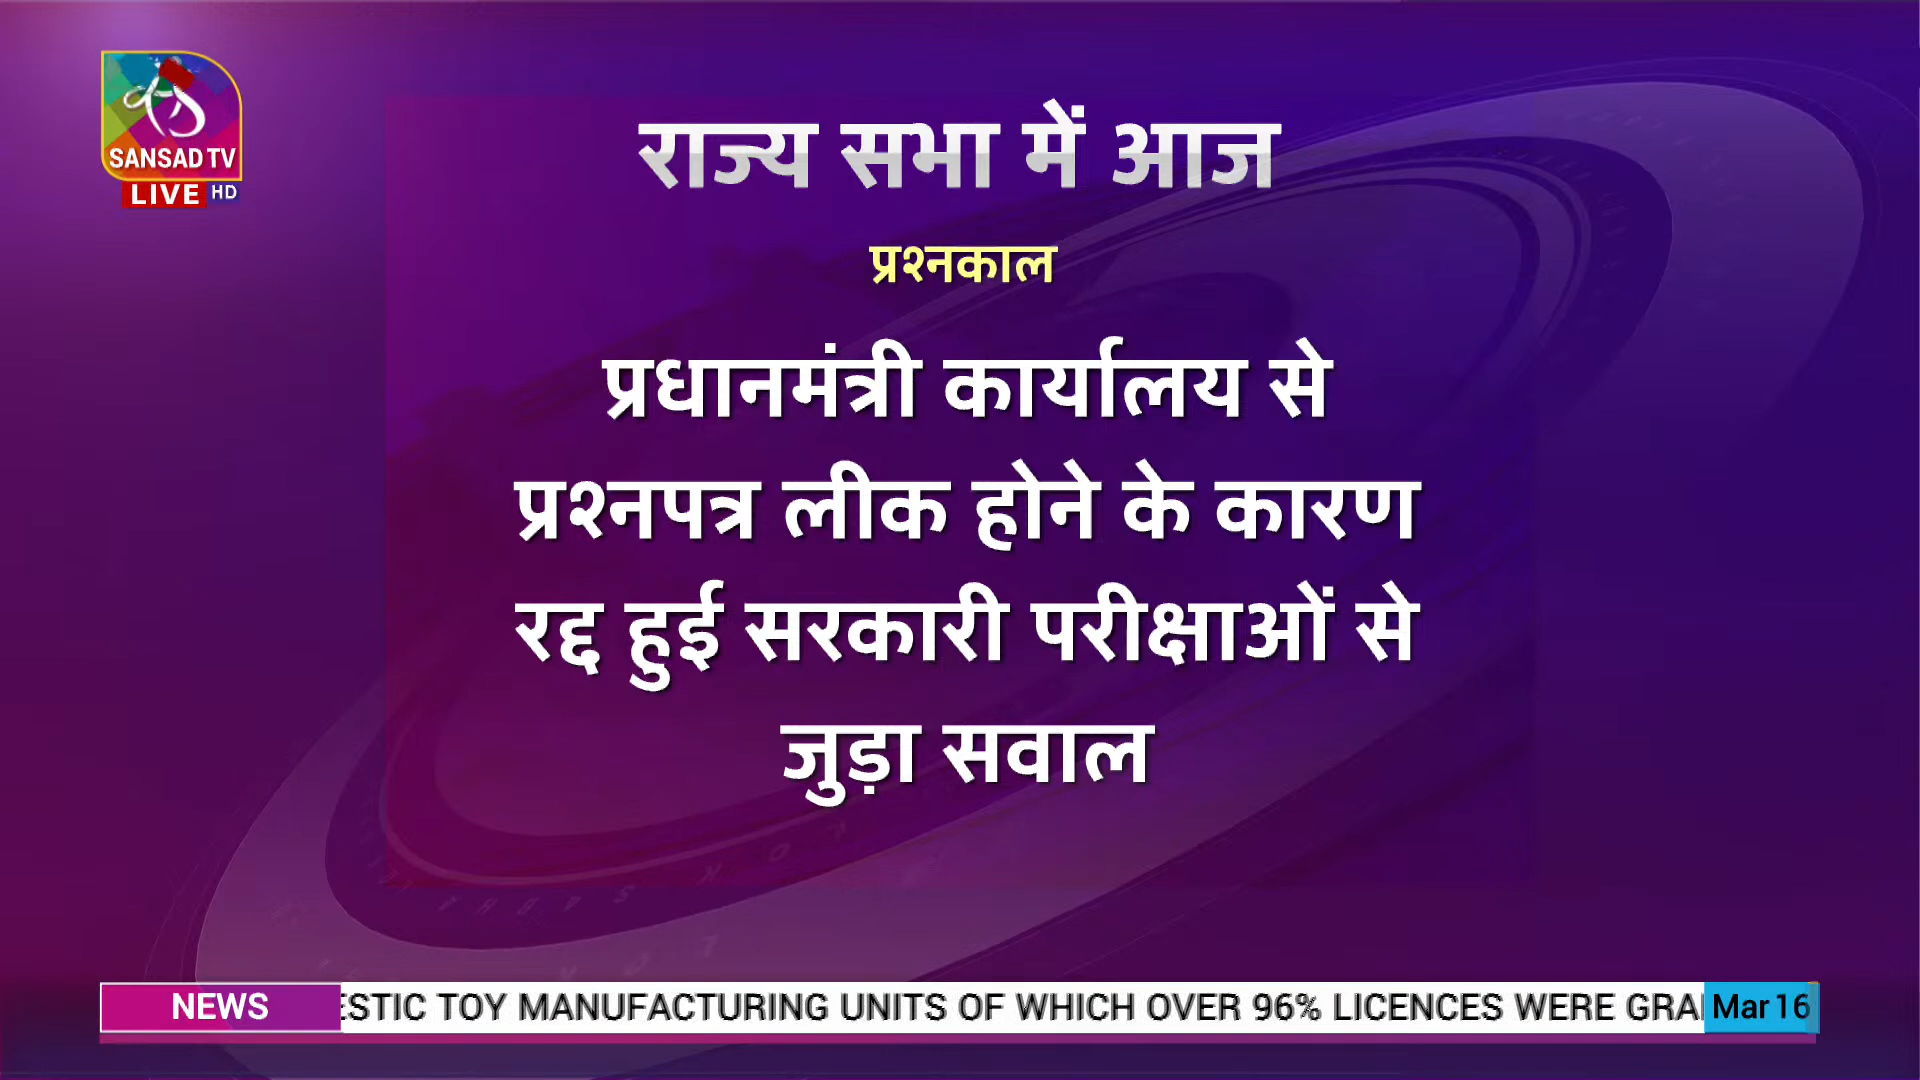 SANSAD TV
LIVE HD
राज्य सभा में आज
प्रश्नकाल
प्रधानमंत्री कार्यालय से
प्रश्नपत्र लीक होने के कारण
रद्द हुई सरकारी परीक्षाओं से
जुड़ा सवाल
NEWS ESTIC TOY MANUFACTURING UNITS OF WHICH OVER 96% LICENCES WERE GRA Mar 16